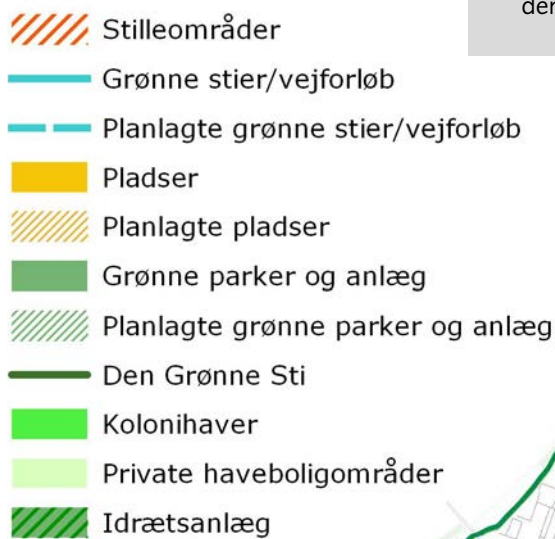 der
Stilleområder
Grønne stier/vejforløb
Planlagte grønne stier/vejforløb
Pladser
Planlagte pladser
Grønne parker og anlæg
Planlagte grønne parker og anlæg
Den Grønne Sti
Kolonihaver
Private haveboligområder
Idrætsanlæg